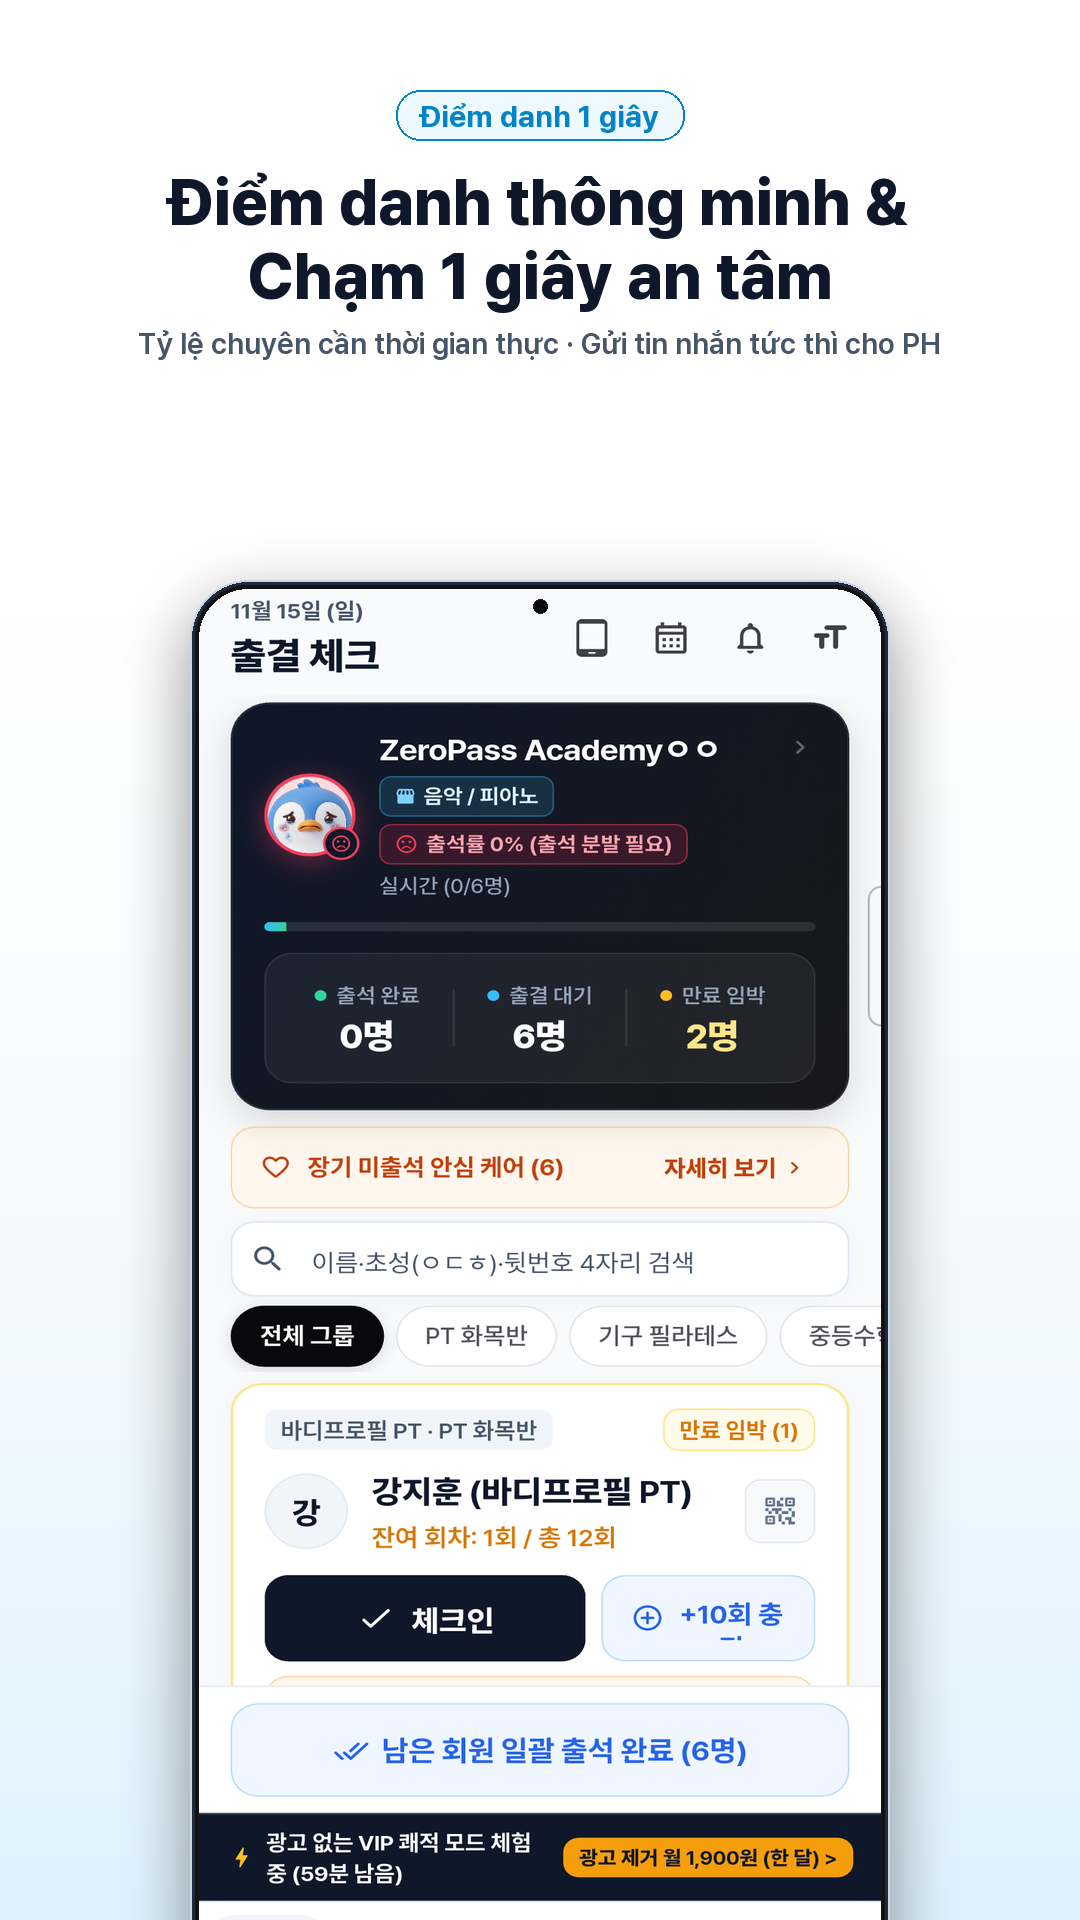 Điểm danh 1 giây
Điểm danh thông minh &
Chạm 1 giây an tâm
Tỷ lệ chuyên cần thời gian thực · Gửi tin nhắn tức thì cho PH
11월 15일 (일)
출결 체크
ZeroPass Academyㅇㅇ
음악 / 피아노
출석률 0% (출석 분발 필요)
실시간 (0/6명)
출석 완료
출결 대기
만료 임박
0명
6명
2명
장기 미출석 안심 케어 (6)
자세히 보기
이름·초성(ㅇㄷㅎ)·뒷번호 4자리 검색
전체 그룹
PT 화목반
기구 필라테스
중등수
바디프로필 PT · PT 화목반
만료 임박 (1)
강
강지훈 (바디프로필 PT)
잔여 회차: 1회 / 총 12회
체크인
+10회 충
남은 회원 일괄 출석 완료 (6명)
광고 없는 VIP 쾌적 모드 체험
중 (59분 남음)
광고 제거 월 1,900원 (한 달) >